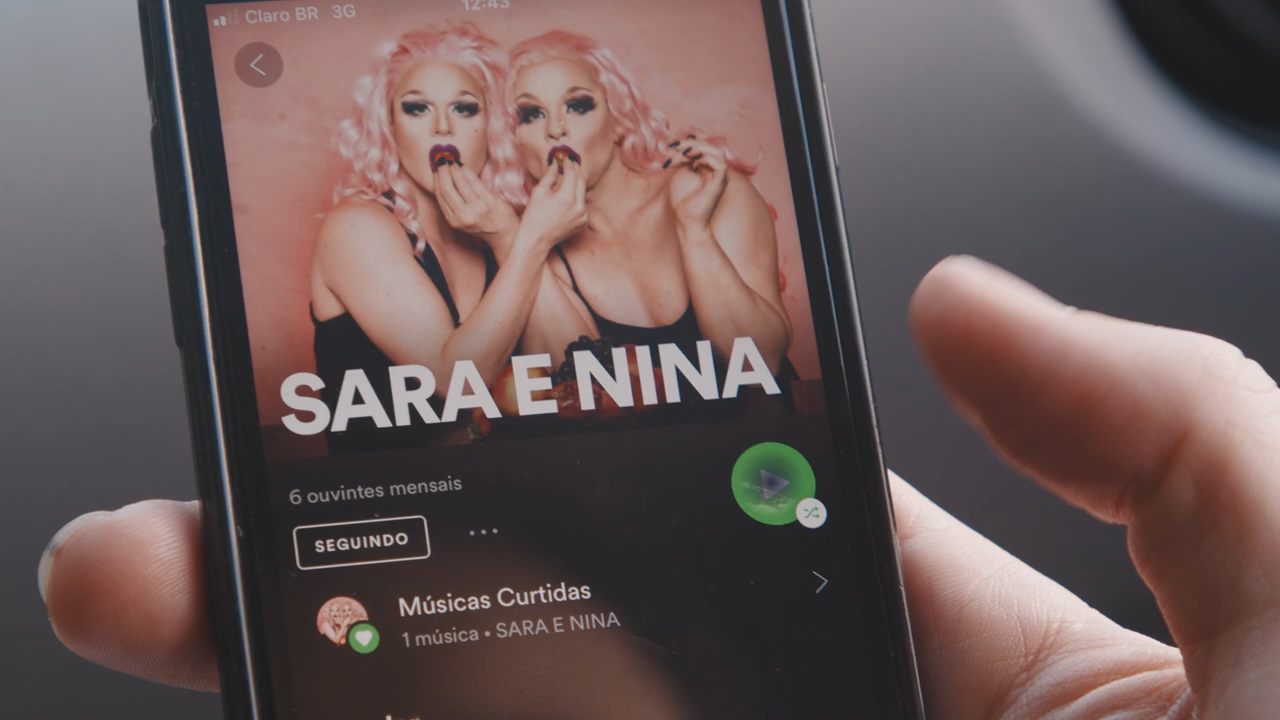 Claro BR 3G 12:43
SARA E NINA
6 ouvintes mensais
SEGUINDO
Músicas Curtidas
1 música • SARA E NINA